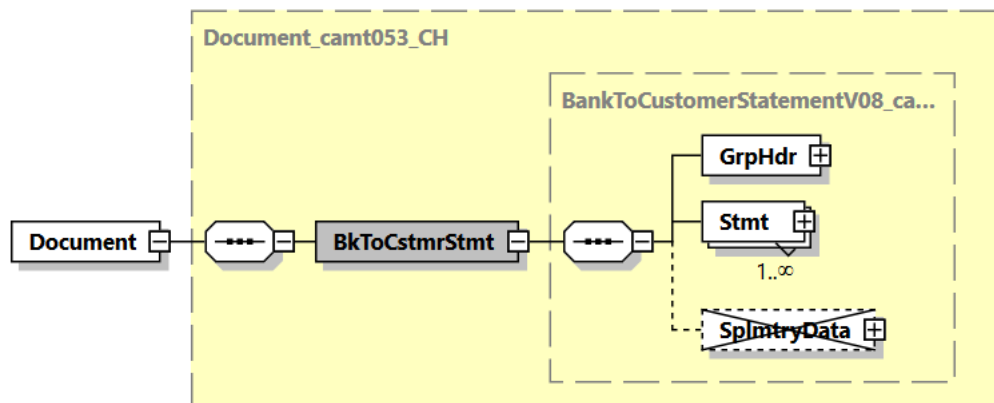 Document_camt053_CH
BankToCustomerStatementV08_ca...
GrpHdr
Document
BkToCstmrStmt
Stmt
1..∞
SplmtryData